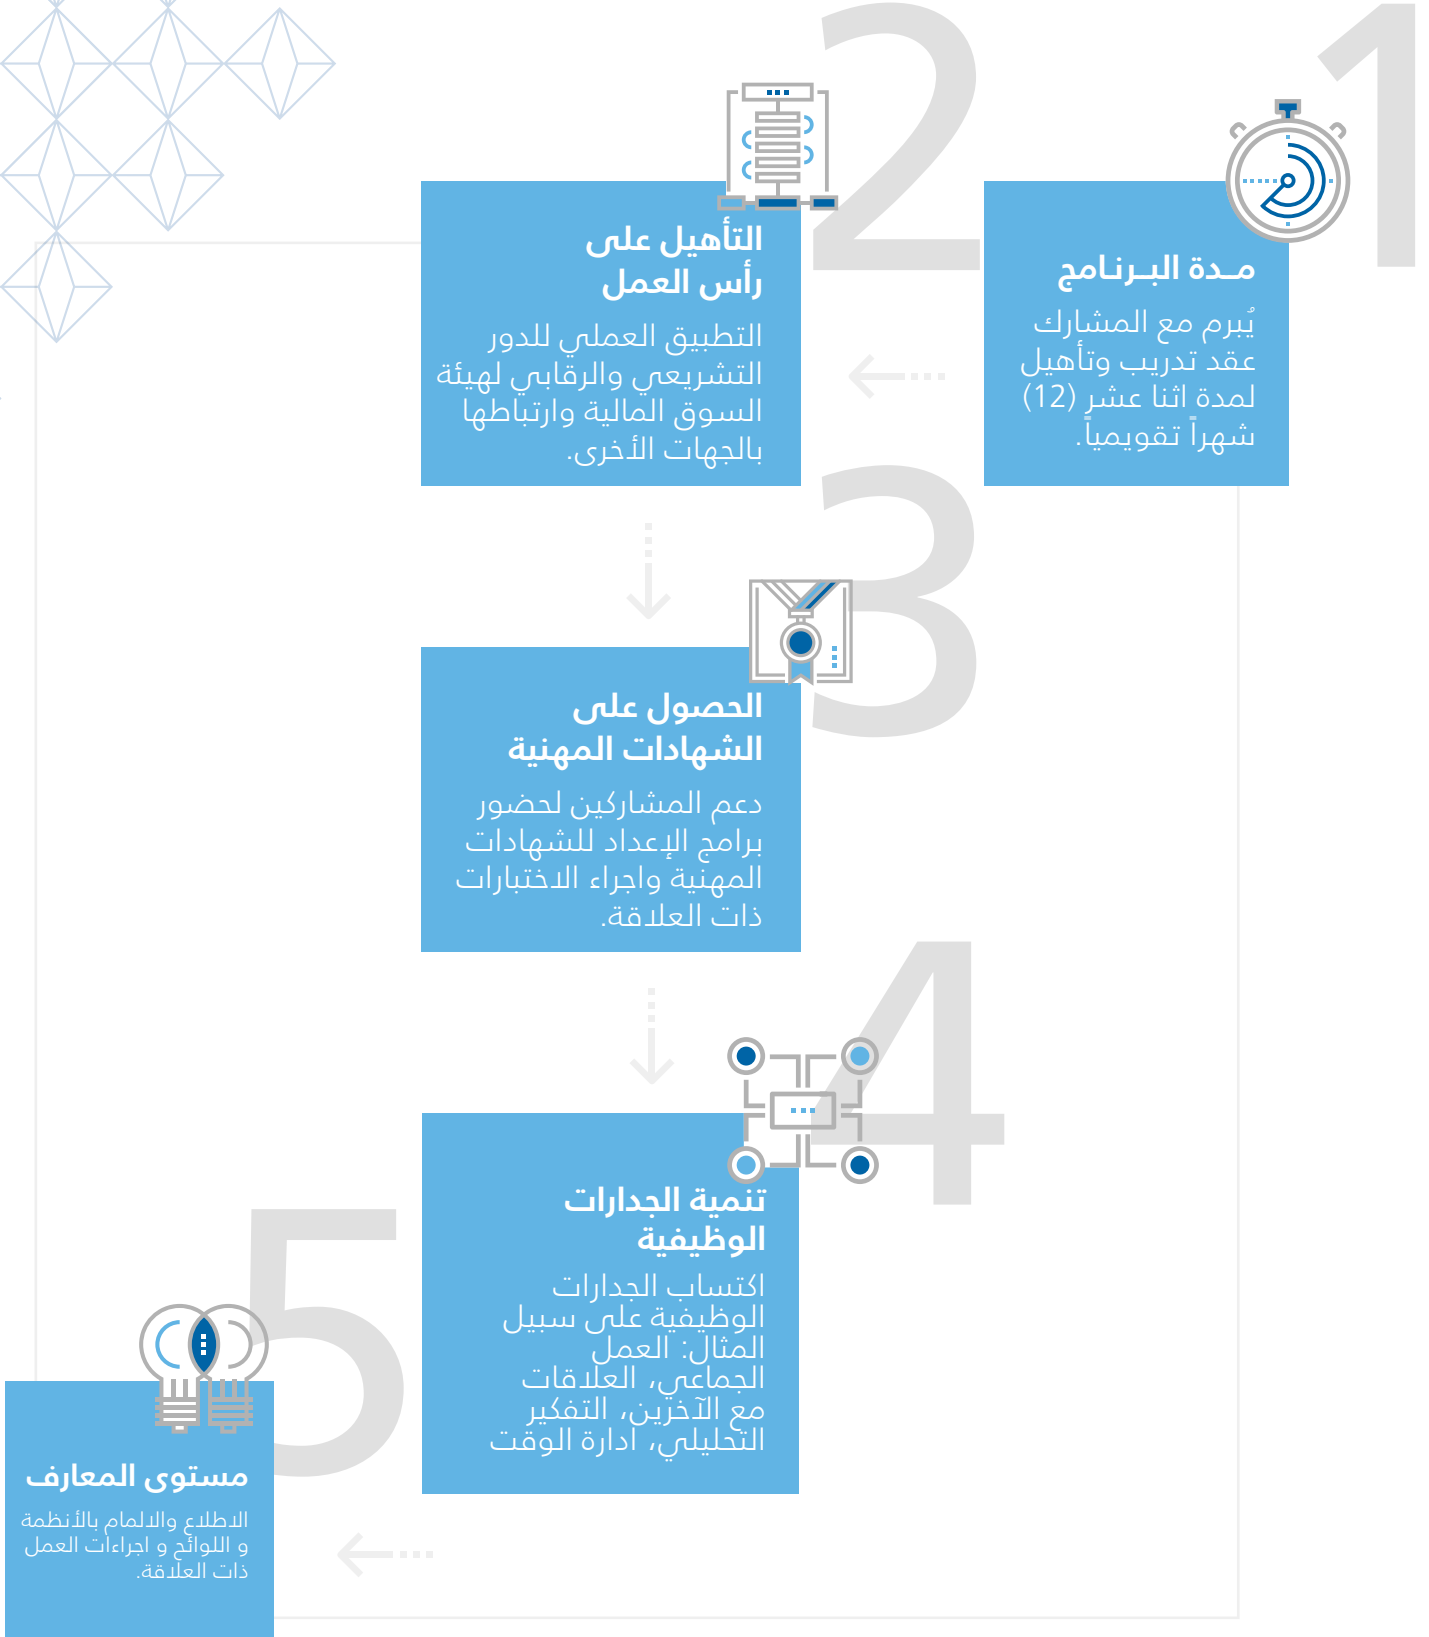 1
مـدة البـرنـامج
يُبرم مع المشارك
عقد تدريب وتأهيل
لمدة اثنا عشر (12)
شهراً تقويمياً.
2
التأهيل على
رأس العمل
التطبيق العملي للدور
التشريعي والرقابي لهيئة
السوق المالية وارتباطها
بالجهات الأخرى.
3
الحصول على
الشهادات المهنية
دعم المشاركين لحضور
برامج الإعداد للشهادات
المهنية واجراء الاختبارات
ذات العلاقة.
4
تنمية الجدارات
الوظيفية
اكتساب الجدارات
الوظيفية على سبيل
المثال: العمل
الجماعي، العلاقات
مع الآخرين، التفكير
التحليلي، ادارة الوقت
5
مستوى المعارف
الاطلاع والالمام بالأنظمة
و اللوائح و اجراءات العمل
ذات العلاقة.